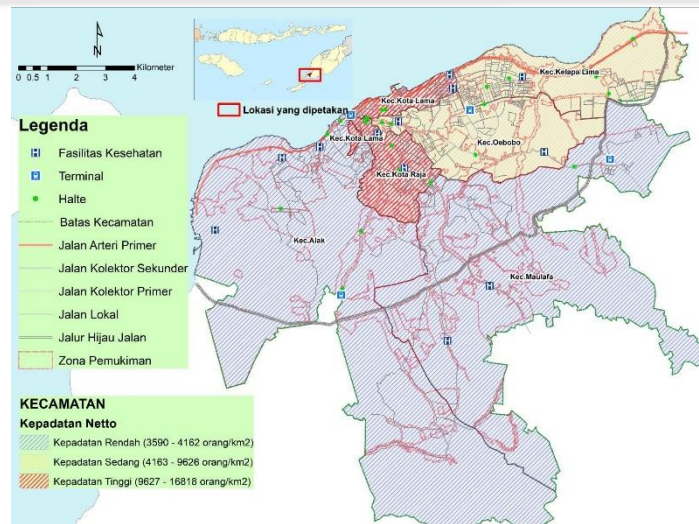 N
0 0.5 1 2 3 4
Kilometer
Lokasi yang dipetakan
Legenda
Fasilitas Kesehatan
Terminal
Halte
Batas Kecamatan
Jalan Arteri Primer
Jalan Kolektor Sekunder
Jalan Kolektor Primer
Jalan Lokal
Jalur Hijau Jalan
Zona Pemukiman
KECAMATAN
Kepadatan Netto
Kepadatan Rendah (3590 - 4162 orang/km2)
Kepadatan Sedang (4163 - 9626 orang/km2)
Kepadatan Tinggi (9627 - 16818 orang/km2)
Kec.Kelapa Lima
Kec.Kota Lama
Kec.Kota Lama
Kec.Oebobo
Kec.Kota Raja
Kec.Alak
Kec.Maulafa